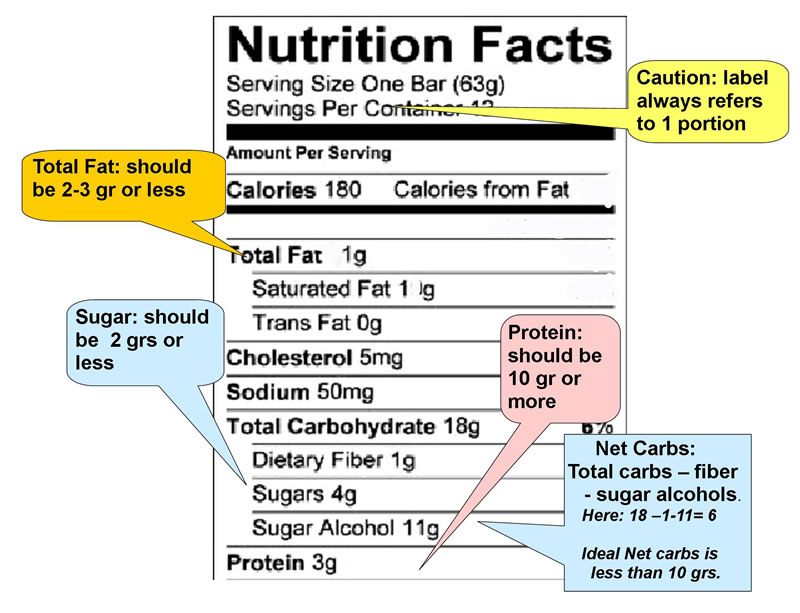 Nutrition Facts
Serving Size One Bar (63g)
Servings Per Container
Caution: label
always refers
to 1 portion
Amount Per Serving
Total Fat: should
be 2-3 gr or less
Calories 180 Calories from Fat
Total Fat 1g
Saturated Fat 1 g
Trans Fat 0g
Sugar: should
be 2 grs or
less
Protein:
should be
10 gr or
more
Cholesterol 5mg
Sodium 50mg
Total Carbohydrate 18g 6%
Dietary Fiber 1g
Sugars 4g
Sugar Alcohol 11g
Protein 3g
Net Carbs:
Total carbs – fiber
- sugar alcohols.
Here: 18 –1-11= 6
Ideal Net carbs is
less than 10 grs.